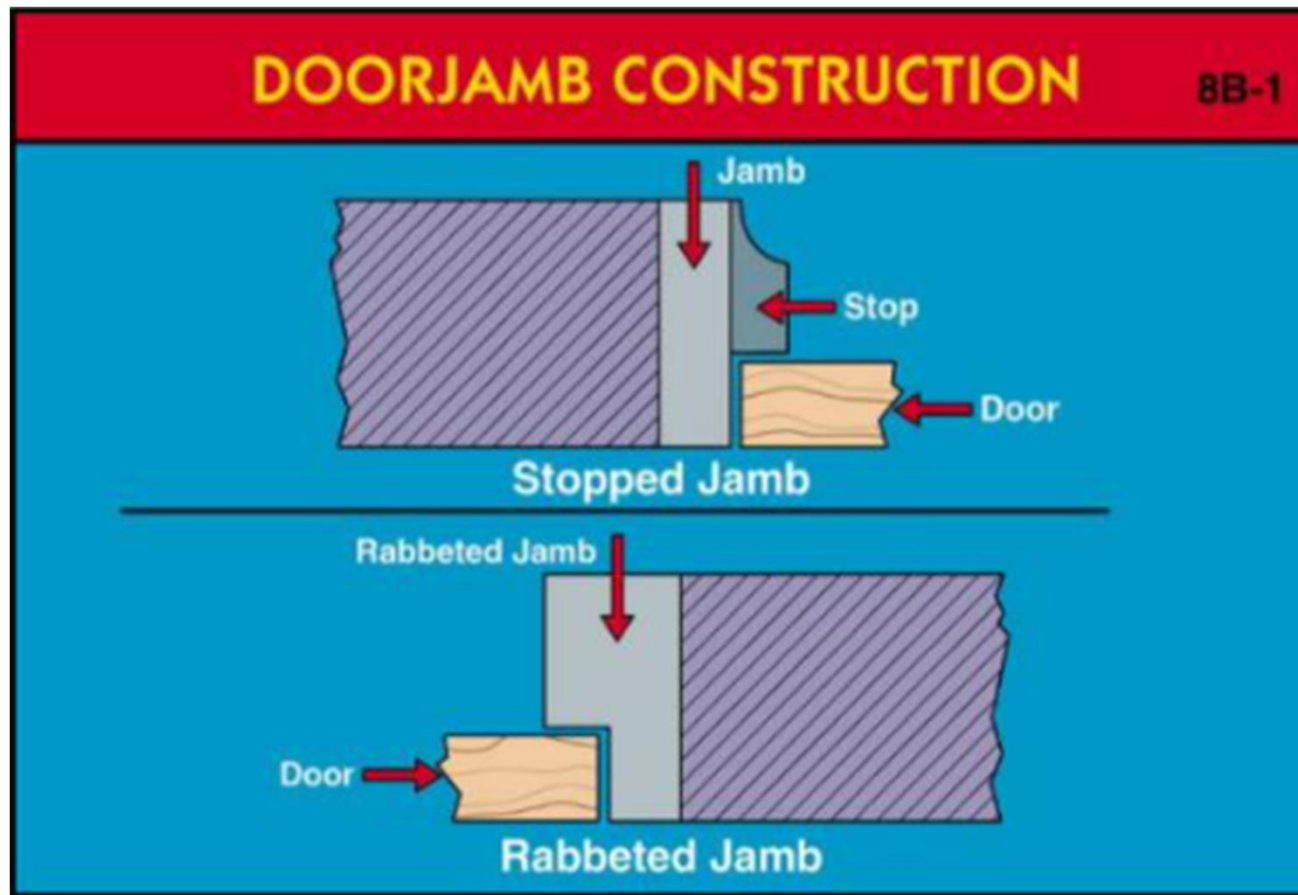 DOORJAMB CONSTRUCTION 8B-1
Jamb
Stop
Door
Stopped Jamb
Rabbeted Jamb
Door
Rabbeted Jamb